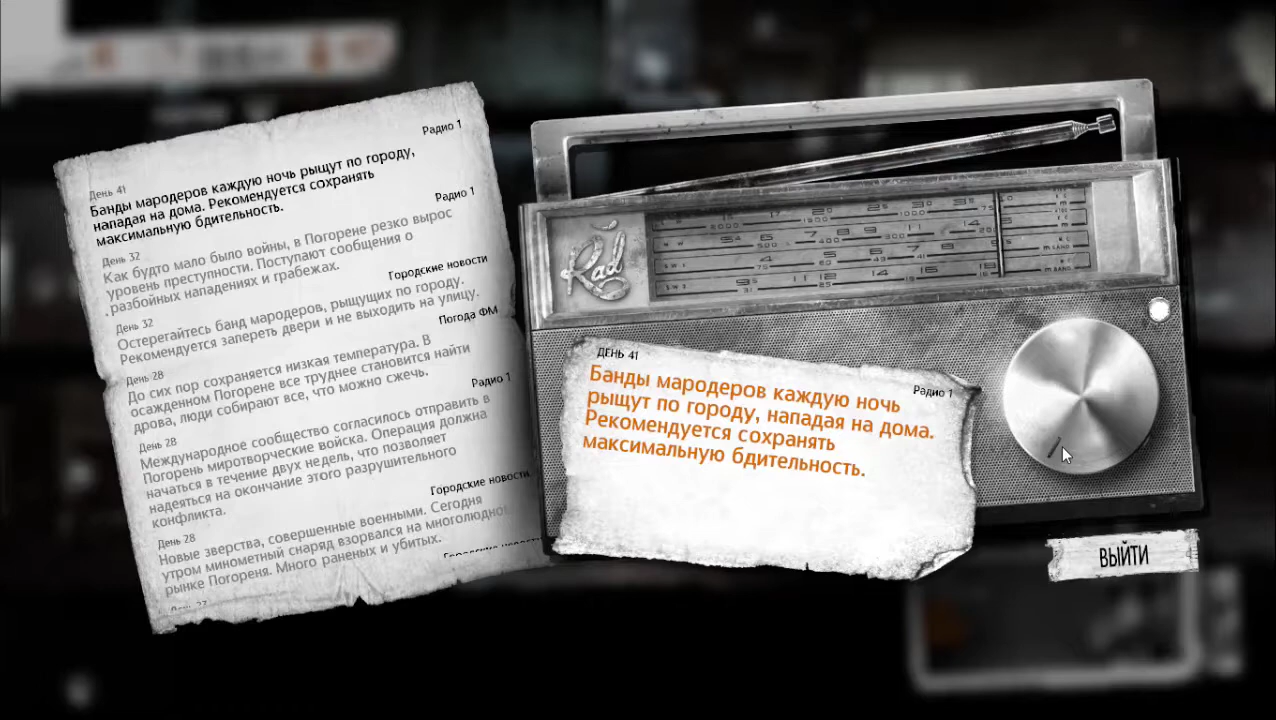 Радио 1
День 41
Банды мародеров каждую ночь рыщут по городу,
нападая на дома. Рекомендуется сохранять
максимальную бдительность.
Радио 1
День 32
Как будто мало было войны, в Погорене резко вырос
уровень преступности. Поступают сообщения о
разбойных нападениях и грабежах.
Городские новости
День 32
Остерегайтесь банд мародеров, рыщущих по городу.
Рекомендуется запереть двери и не выходить на улицу.
Погода ФМ
День 28
До сих пор сохраняется низкая температура. В
осажденном Погорене все труднее становится найти
дрова, люди собирают все, что можно сжечь.
Радио 1
День 28
Международное сообщество согласилось отправить в
Погорень миротворческие войска. Операция должна
начаться в течение двух недель, что позволяет
надеяться на окончание этого разрушительного
конфликта.
Городские новости
День 28
Новые зверства, совершенные военными. Сегодня
утром минометный снаряд взорвался на многолюдном
рынке Погореня. Много раненых и убитых.
Городские новости
День 27
Rad
ДЕНЬ 41
Радио 1
Банды мародеров каждую ночь
рыщут по городу, нападая на дома.
Рекомендуется сохранять
максимальную бдительность.
ВЫЙТИ